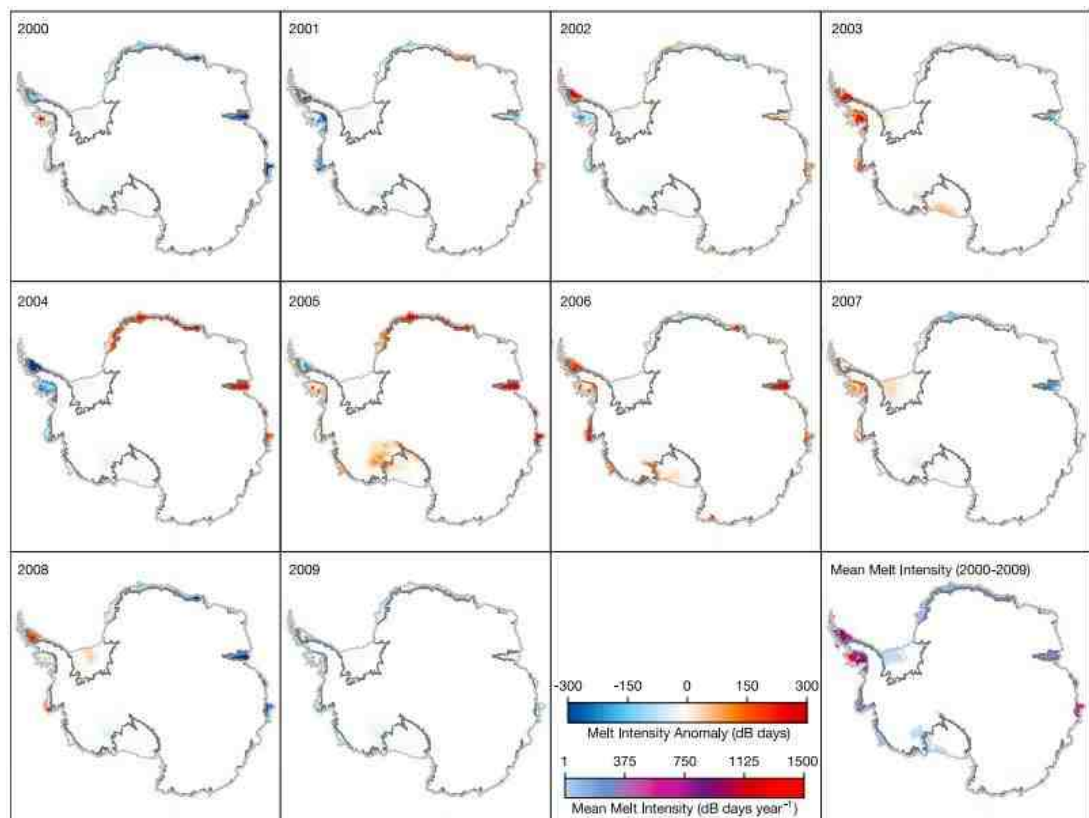 2000
2001
2002
2003
2004
2005
2006
2007
2008
2009
Mean Melt Intensity (2000-2009)
-300 -150 0 150 300
Melt Intensity Anomaly (dB days)
1 375 750 1125 1500
Mean Melt Intensity (dB days year⁻¹)